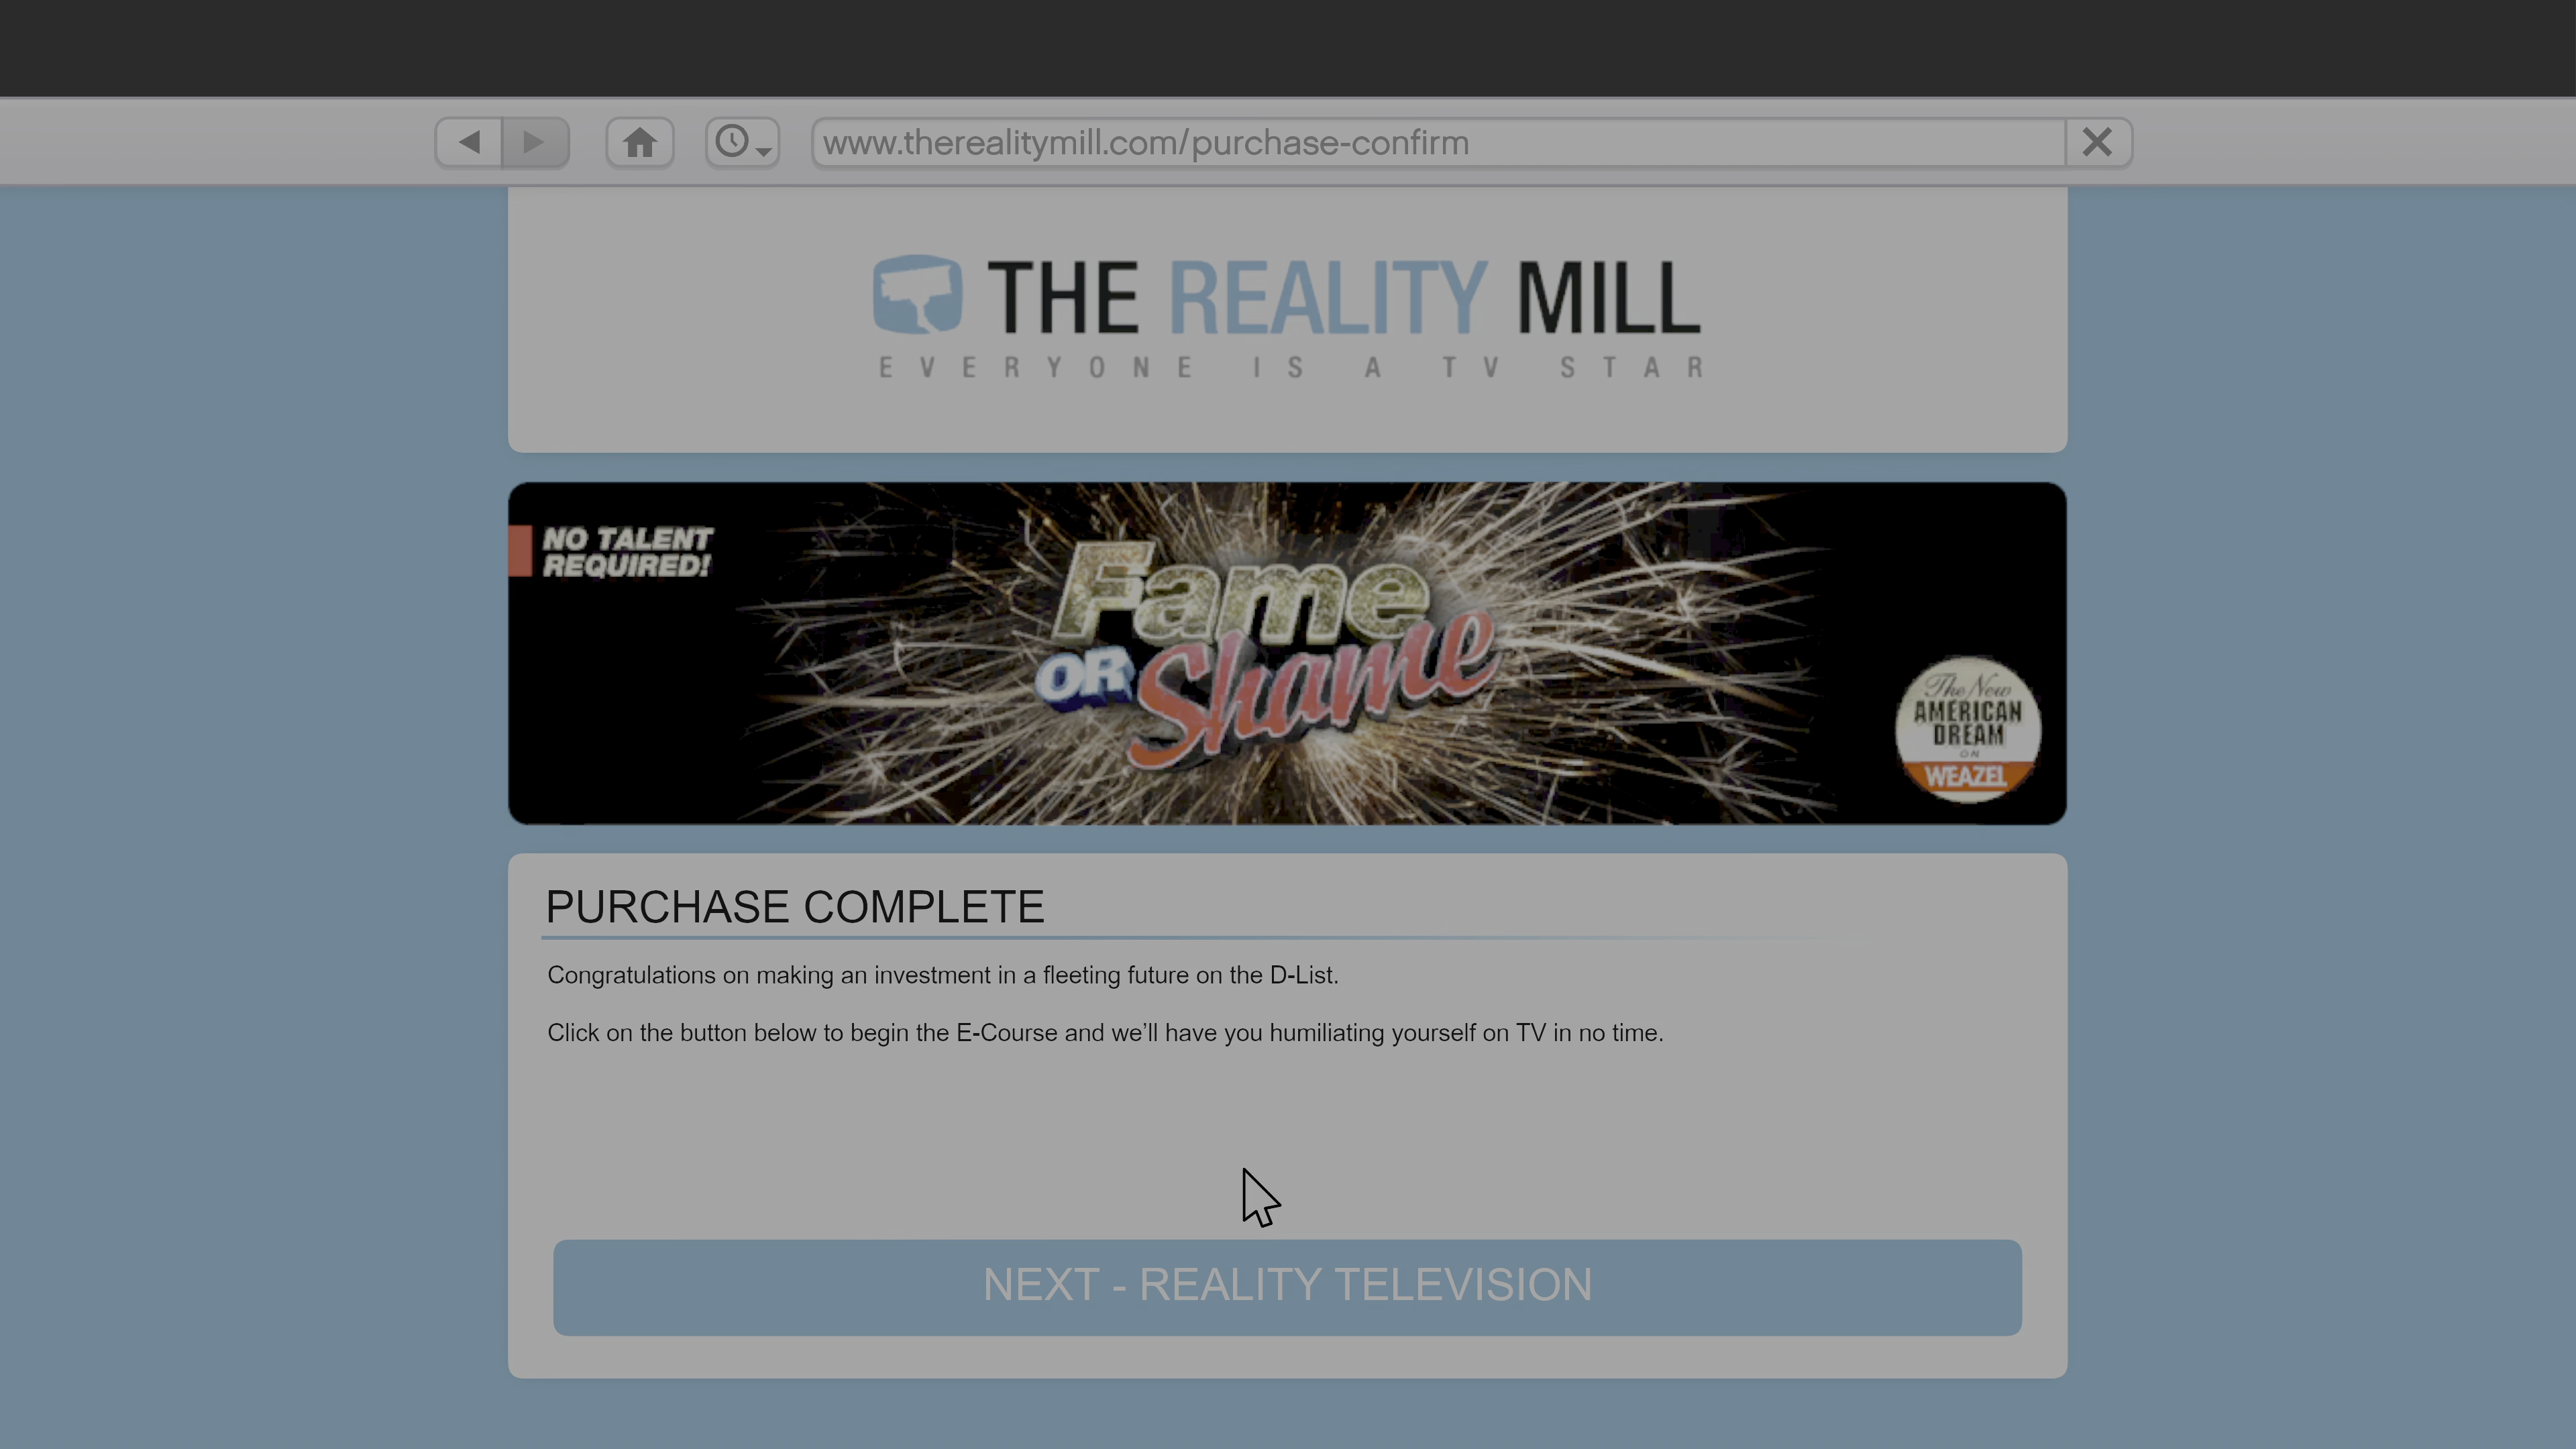 www.therealitymill.com/purchase-confirm
THE REALITY MILL
EVERYONE IS A TV STAR
NO TALENT
REQUIRED!
Fame
OR Shame
The New
AMERICAN
DREAM
ON
WEAZEL
PURCHASE COMPLETE
Congratulations on making an investment in a fleeting future on the D-List.
Click on the button below to begin the E-Course and we'll have you humiliating yourself on TV in no time.
NEXT - REALITY TELEVISION